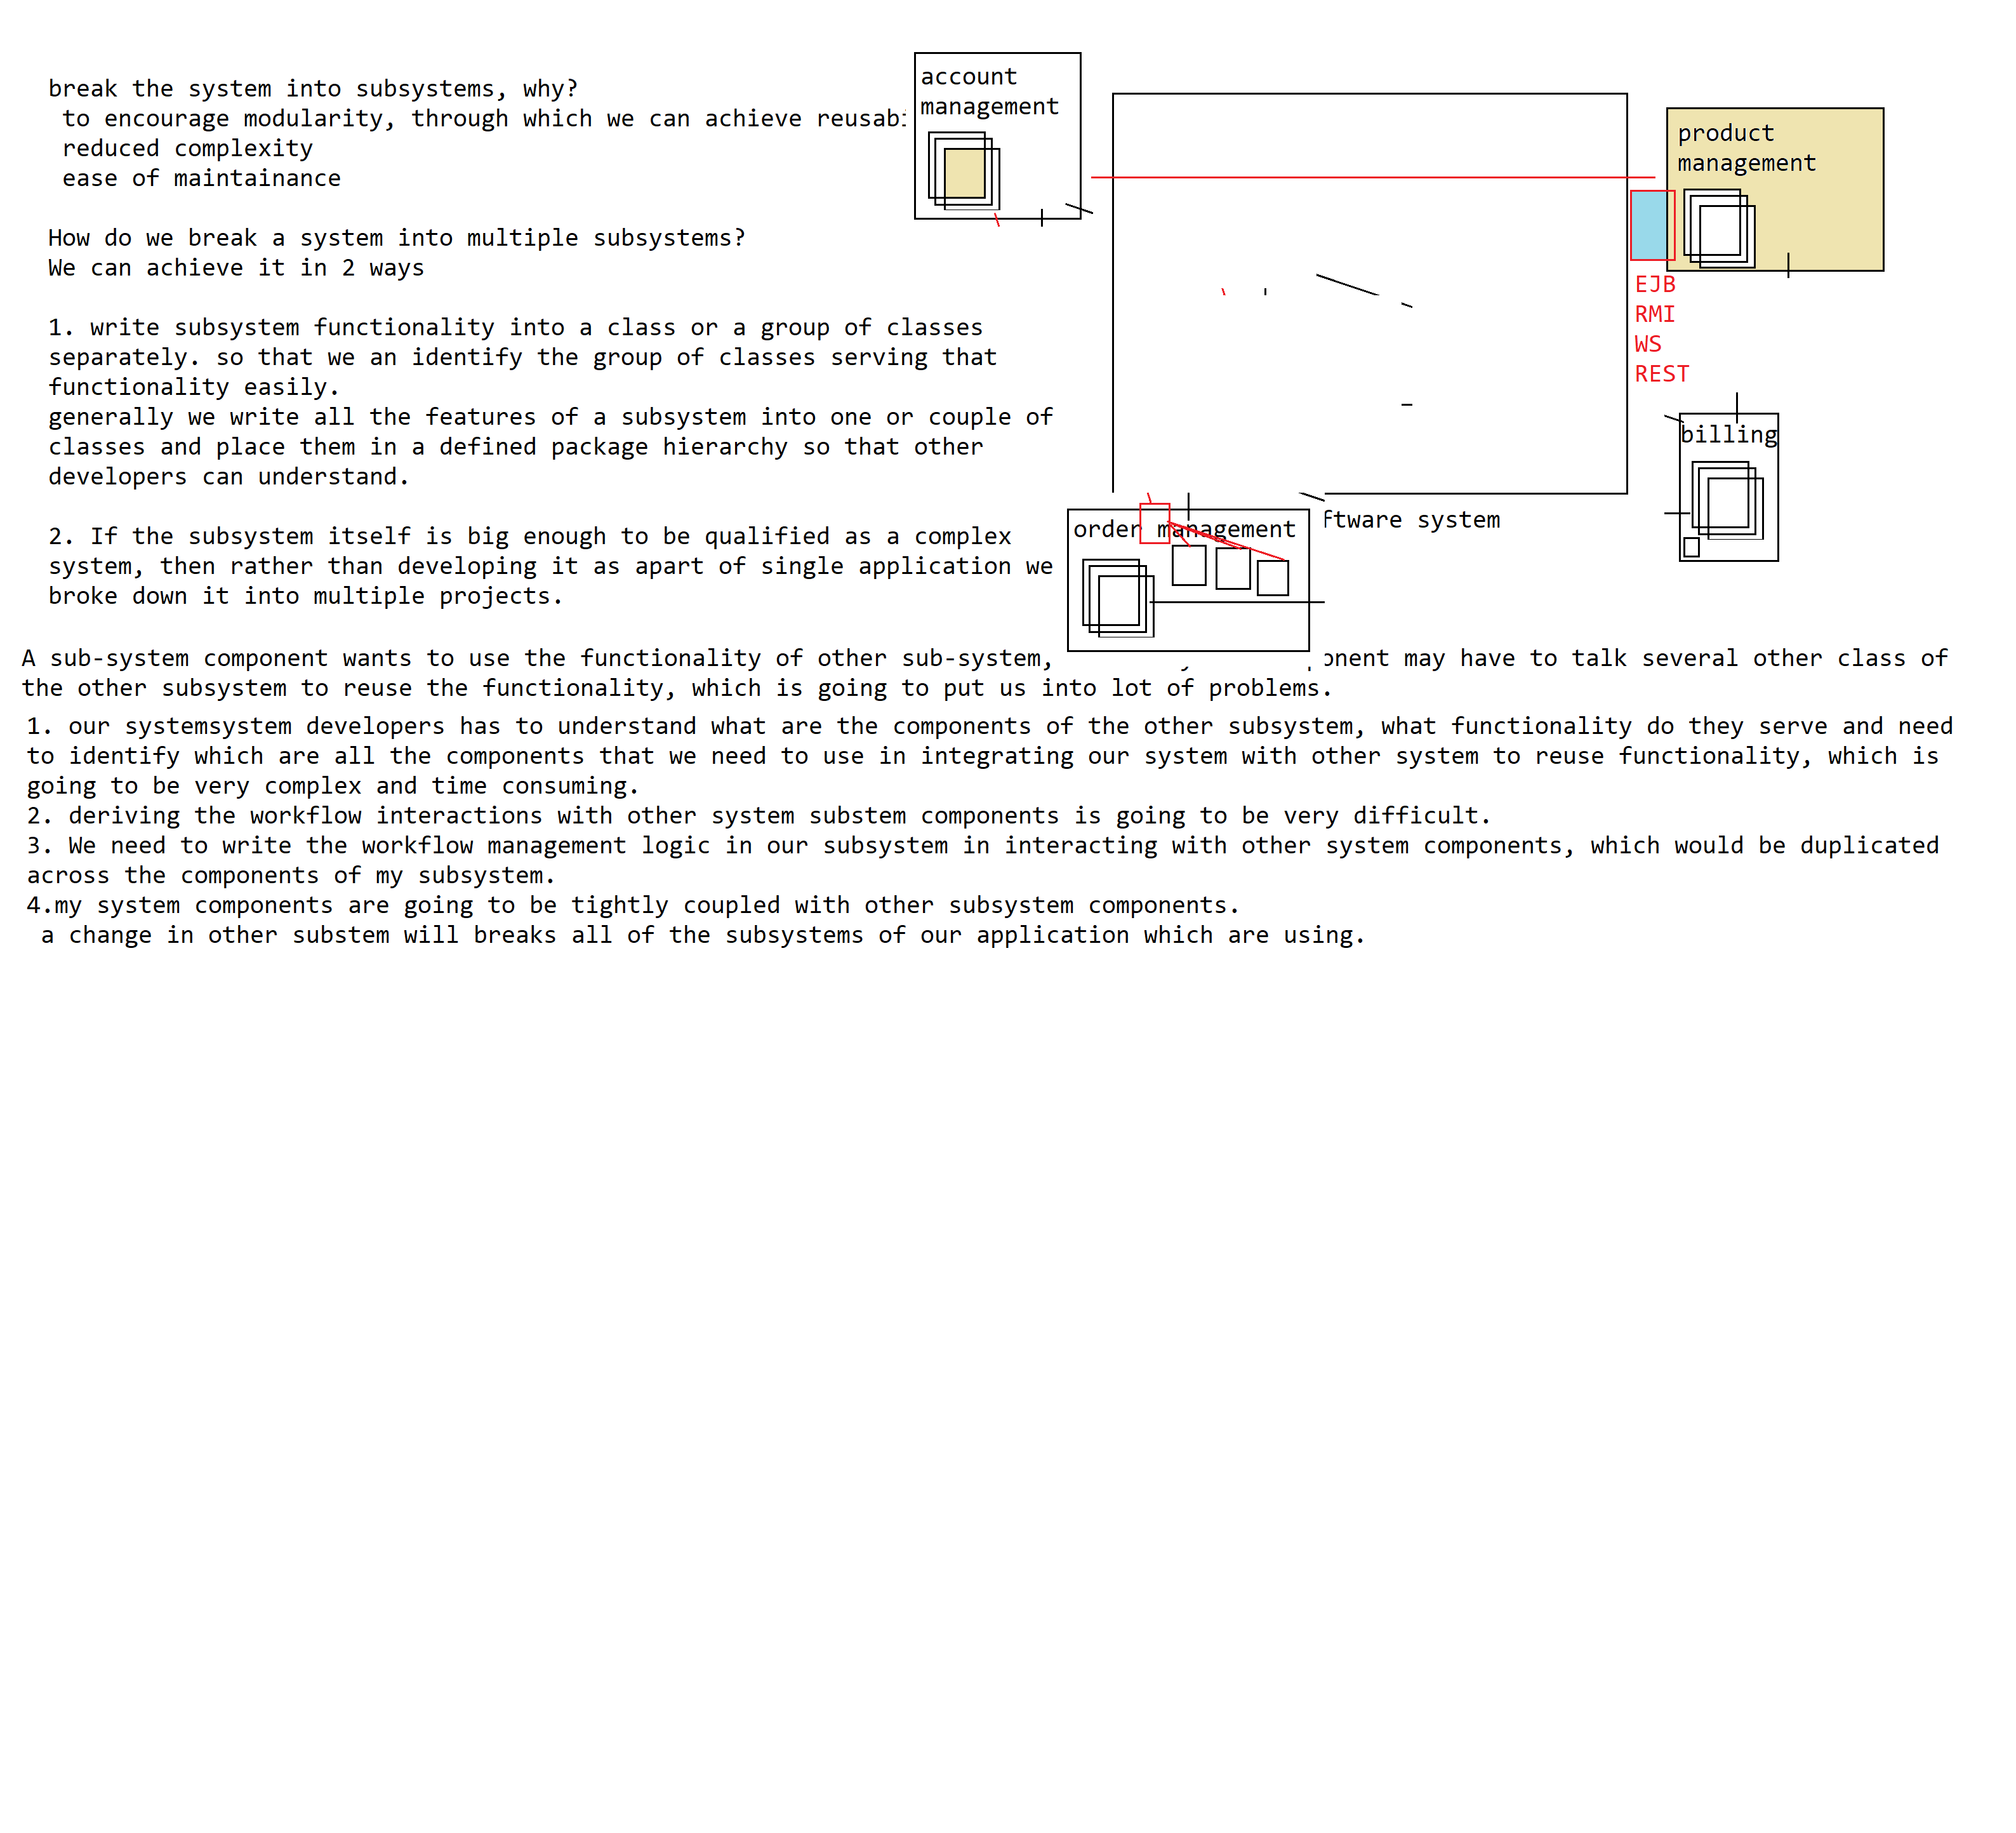 break the system into subsystems, why?
to encourage modularity, through which we can achieve
reduced complexity
ease of maintainance
How do we break a system into multiple subsystems?
We can achieve it in 2 ways
1. write subsystem functionality into a class or a group of classes
separately. so that we an identify the group of classes serving that
functionality easily.
generally we write all the features of a subsystem into one or couple of
classes and place them in a defined package hierarchy so that other
developers can understand.
2. If the subsystem itself is big enough to be qualified as a complex
system, then rather than developing it as apart of single application we
broke down it into multiple projects.
account
management
product
management
EJB
RMI
WS
REST
billing
order management
ftware system
A sub-system component wants to use the functionality of other sub-system, may have to talk several other class of
the other subsystem to reuse the functionality, which is going to put us into lot of problems.
1. our systemsystem developers has to understand what are the components of the other subsystem, what functionality do they serve and need
to identify which are all the components that we need to use in integrating our system with other system to reuse functionality, which is
going to be very complex and time consuming.
2. deriving the workflow interactions with other system substem components is going to be very difficult.
3. We need to write the workflow management logic in our subsystem in interacting with other system components, which would be duplicated
across the components of my subsystem.
4.my system components are going to be tightly coupled with other subsystem components.
a change in other substem will breaks all of the subsystems of our application which are using.